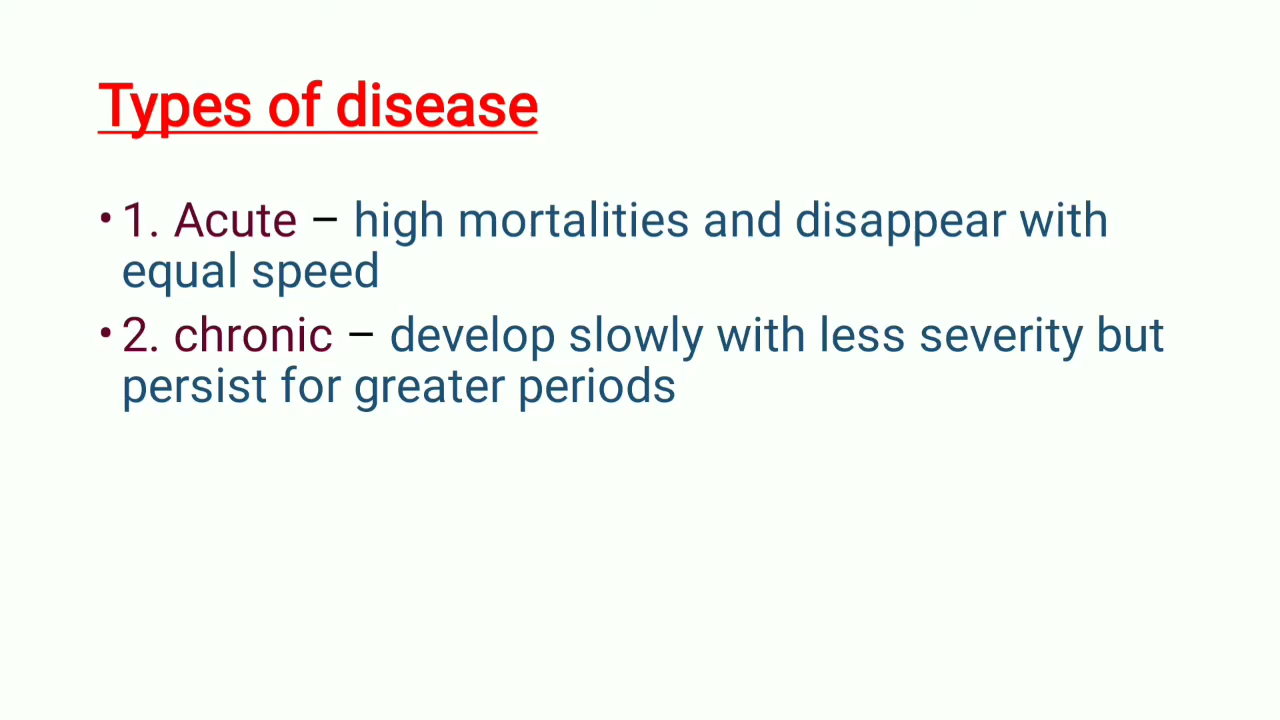 Types of disease
• 1. Acute – high mortalities and disappear with
equal speed
• 2. chronic – develop slowly with less severity but
persist for greater periods